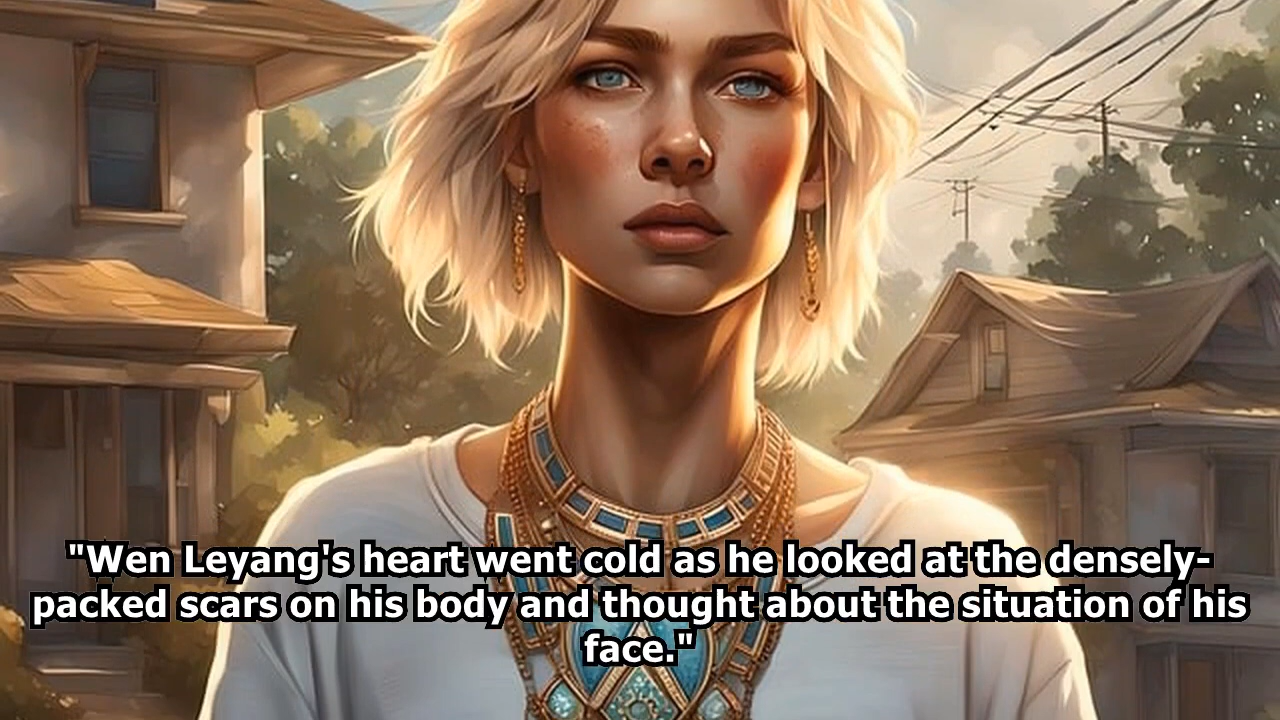 "Wen Leyang's heart went cold as he looked at the densely-
packed scars on his body and thought about the situation of his
face."